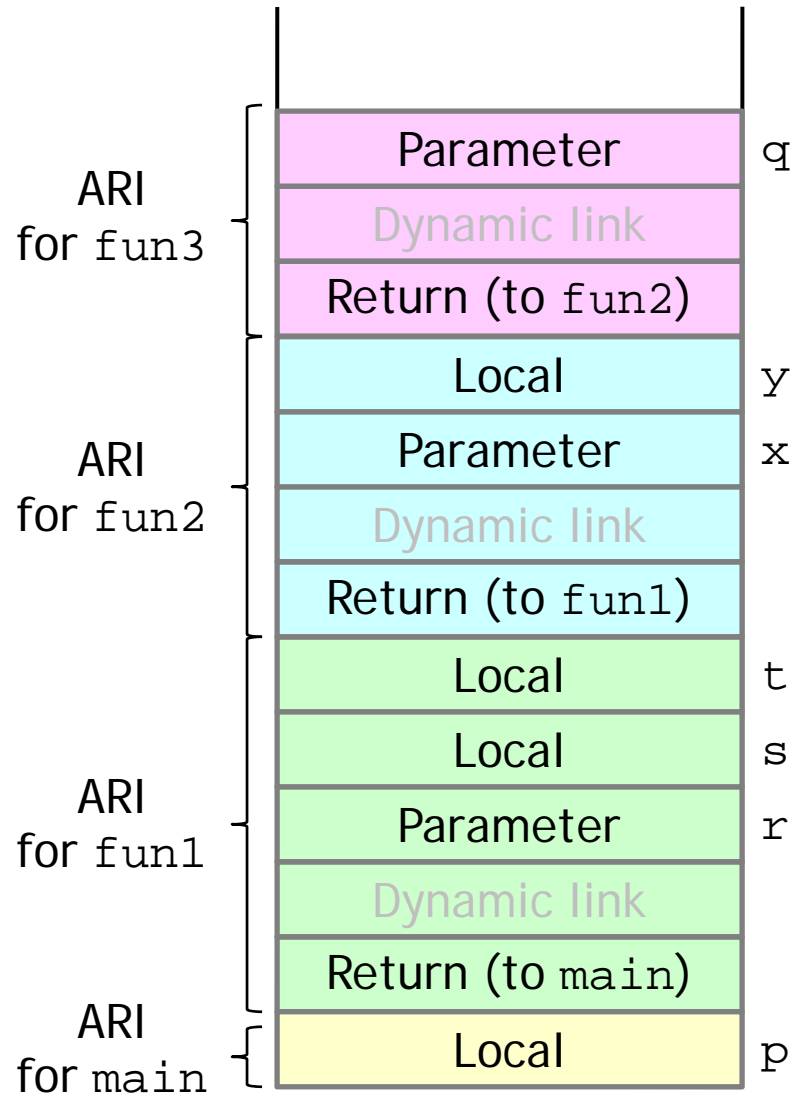 Parameter q
ARI
for fun3
Dynamic link
Return (to fun2)
Local y
ARI
for fun2
Parameter x
Dynamic link
Return (to fun1)
Local t
Local s
ARI
for fun1
Parameter r
Dynamic link
Return (to main)
ARI
for main
Local p